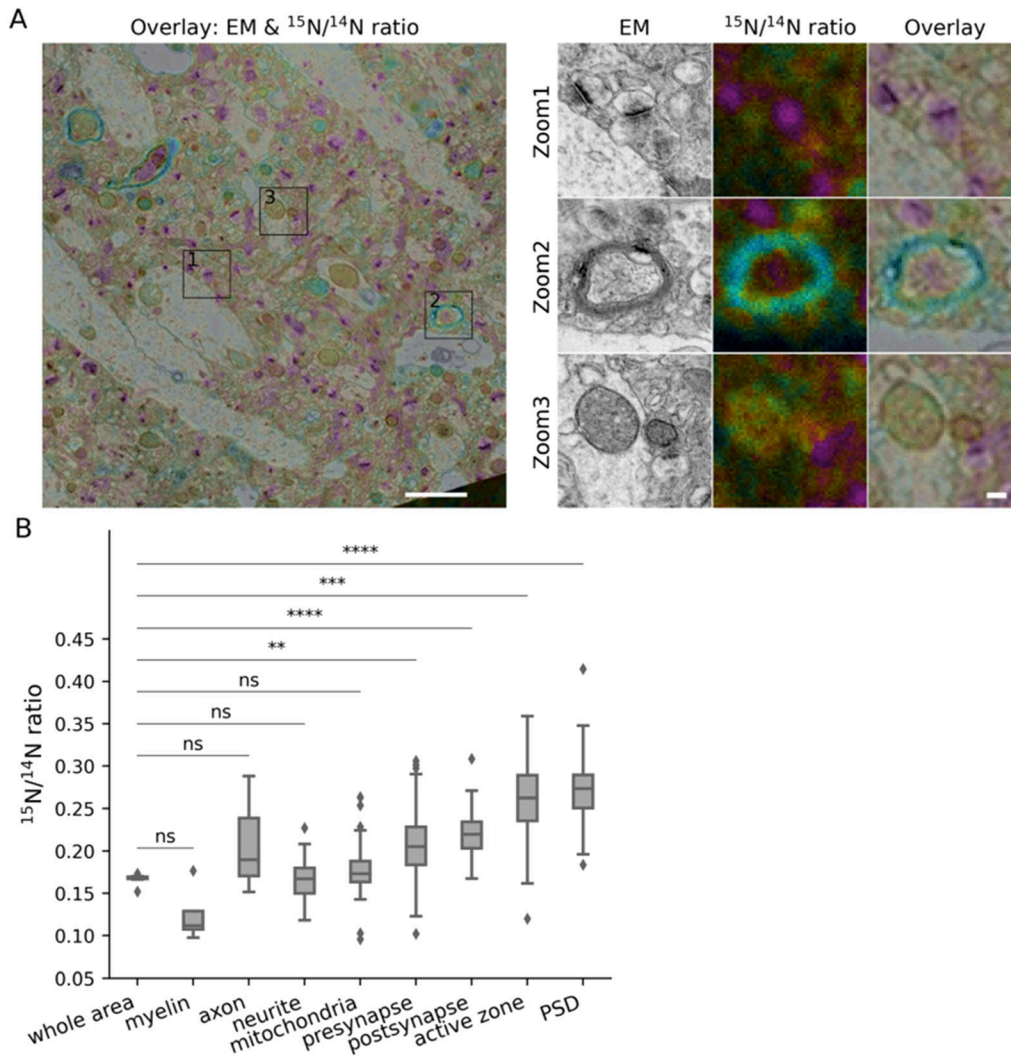 A
Overlay: EM & ¹⁵N/¹⁴N ratio
EM
¹⁵N/¹⁴N ratio
Overlay
Zoom1
Zoom2
Zoom3
3
1
2
B
****
***
****
**
ns
ns
ns
ns
¹⁵N/¹⁴N ratio
0.45
0.40
0.35
0.30
0.25
0.20
0.15
0.10
0.05
whole area
myelin
axon
neurite
mitochondria
presynapse
postsynapse
active zone
PSD